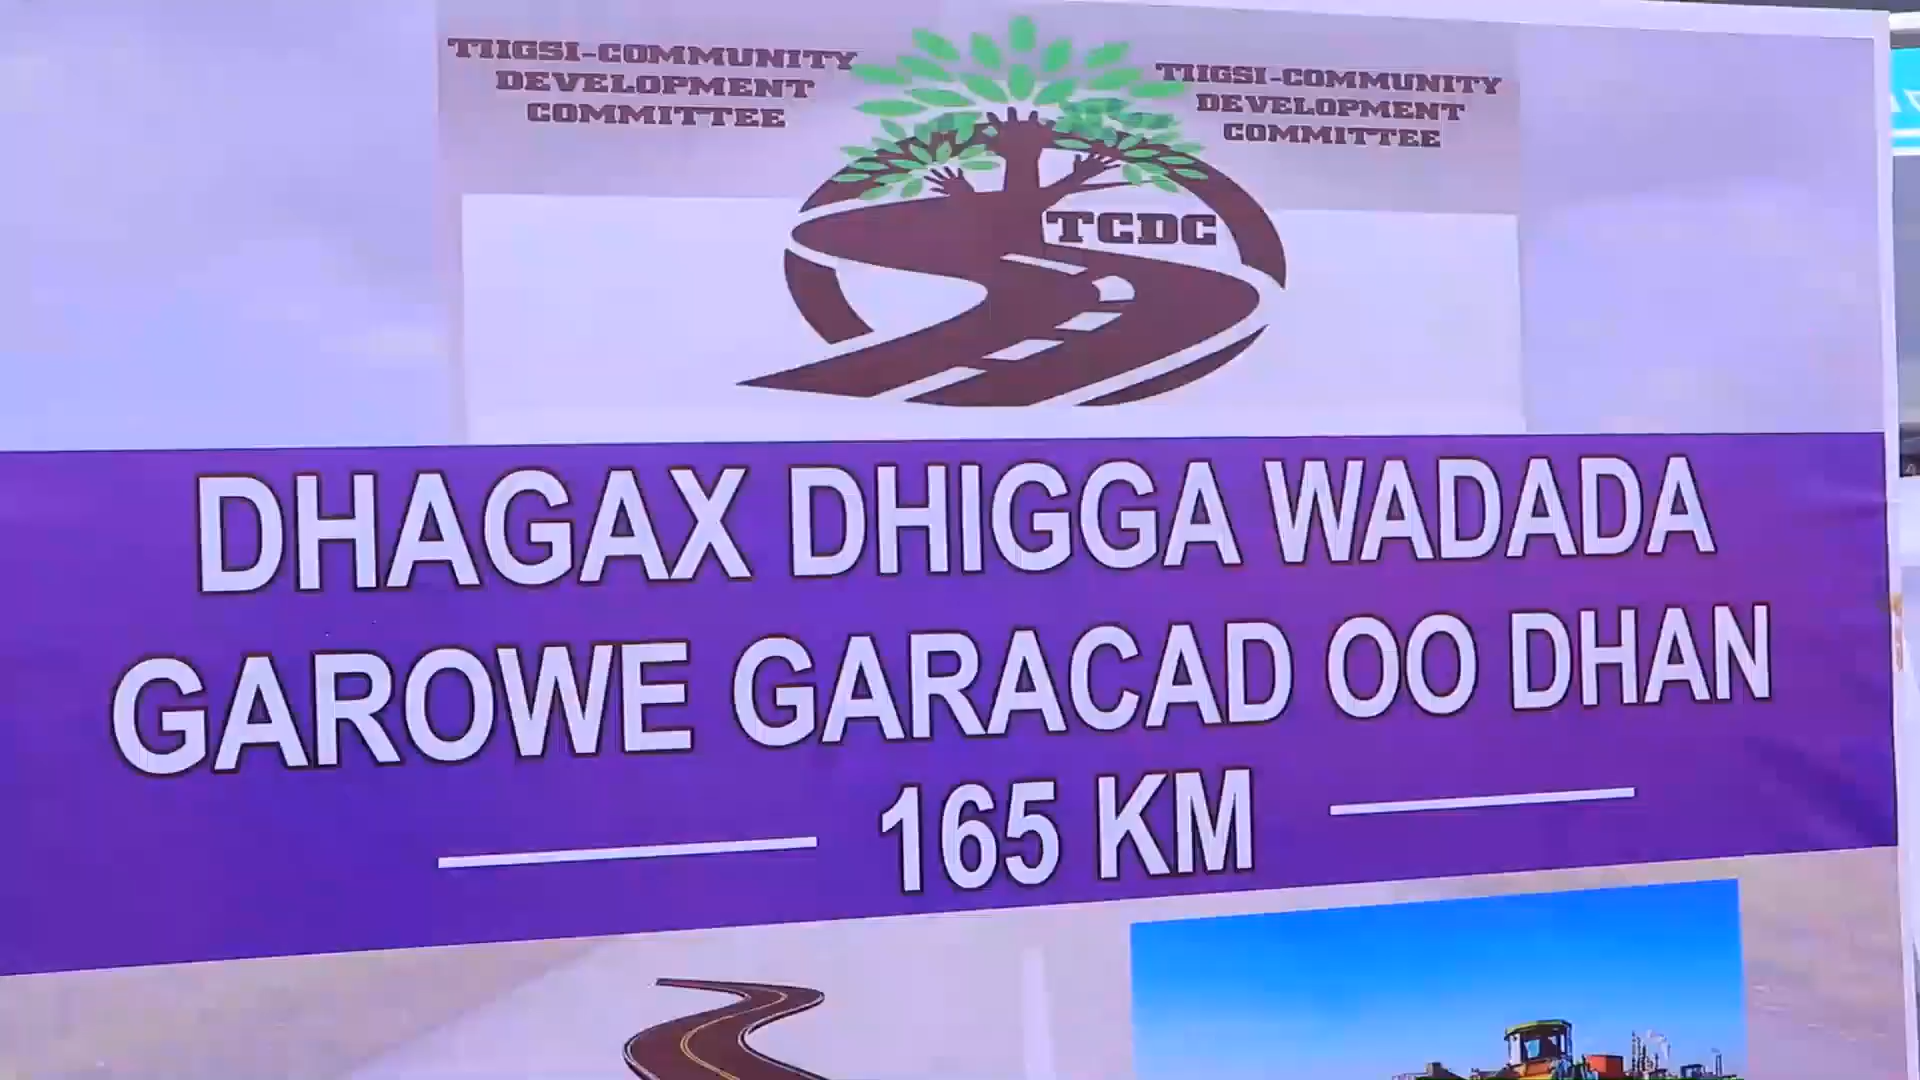 TIIGSI-COMMUNITY
DEVELOPMENT
COMMITTEE
TIIGSI-COMMUNITY
DEVELOPMENT
COMMITTEE
TCDC
DHAGAX DHIGGA WADADA
GAROWE GARACAD OO DHAN
165 KM